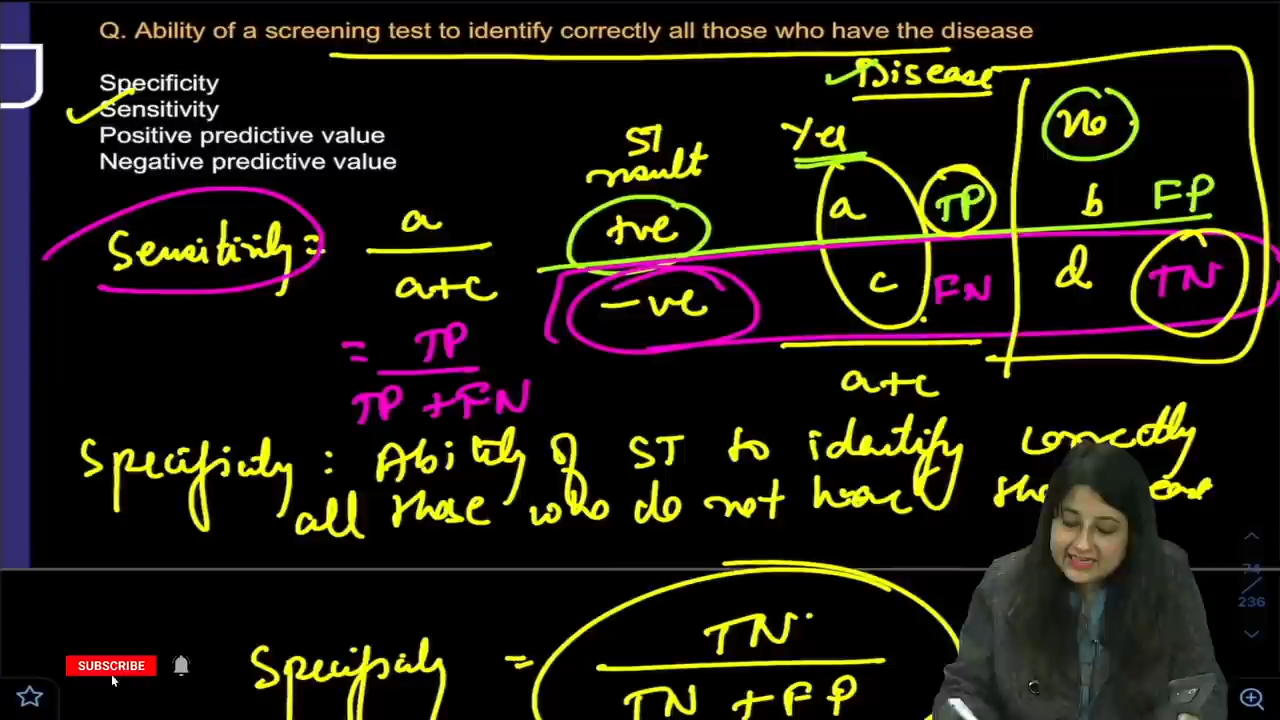 Q. Ability of a screening test to identify correctly all those who have the disease
Specificity
Sensitivity
Positive predictive value
Negative predictive value
Disease
ST result
Yes
no
+ve
a TP
b FP
-ve
c FN
d TN
a+c
Sensitivity = a
a+c
= TP
TP + FN
Specificity : Ability of ST to identify correctly
all those who do not have
Specificity = TN
TN + FP
SUBSCRIBE
74
/
236